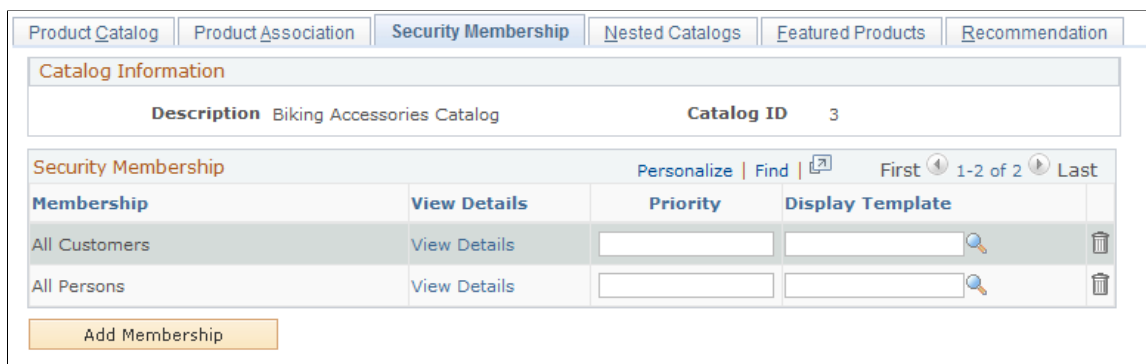 Product Catalog Product Association Security Membership Nested Catalogs Featured Products Recommendation
Catalog Information
Description Biking Accessories Catalog Catalog ID 3
Security Membership Personalize | Find | First 1-2 of 2 Last
Membership View Details Priority Display Template
All Customers View Details
All Persons View Details
Add Membership